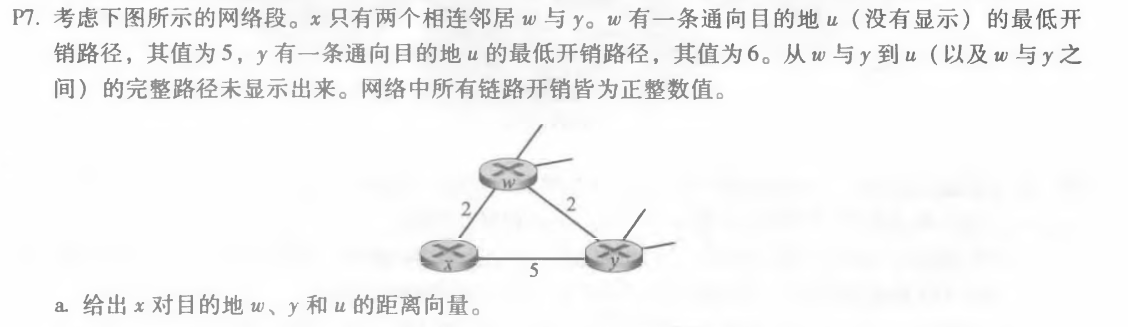 P7. 考虑下图所示的网络段。x 只有两个相连邻居 w 与 y。w 有一条通向目的地 u（没有显示）的最低开
销路径，其值为 5，y 有一条通向目的地 u 的最低开销路径，其值为 6。从 w 与 y 到 u（以及 w 与 y 之
间）的完整路径未显示出来。网络中所有链路开销皆为正整数值。
w
2
2
x
y
5
a. 给出 x 对目的地 w、y 和 u 的距离向量。